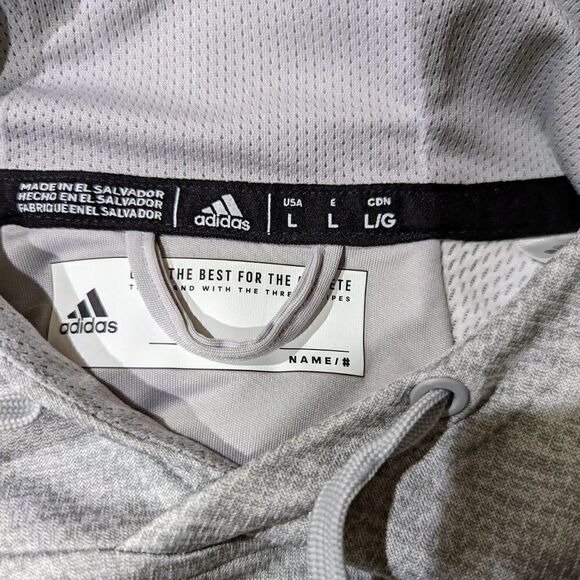 MADE IN EL SALVADOR
HECHO EN EL SALVADOR
FABRIQUE EN EL SALVADOR
adidas
USA E CDN
L L L/G
THE BEST FOR THE
WITH THE THREE
adidas
NAME/#